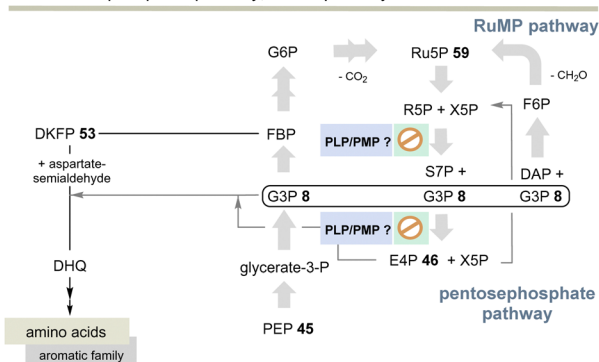 RuMP pathway
G6P
- CO2
Ru5P 59
- CH2O
R5P + X5P
F6P
DKFP 53
FBP
PLP/PMP ?
+ aspartate-
semialdehyde
S7P +
DAP +
G3P 8
G3P 8
G3P 8
PLP/PMP ?
DHQ
glycerate-3-P
E4P 46 + X5P
pentosephosphate
pathway
PEP 45
amino acids
aromatic family